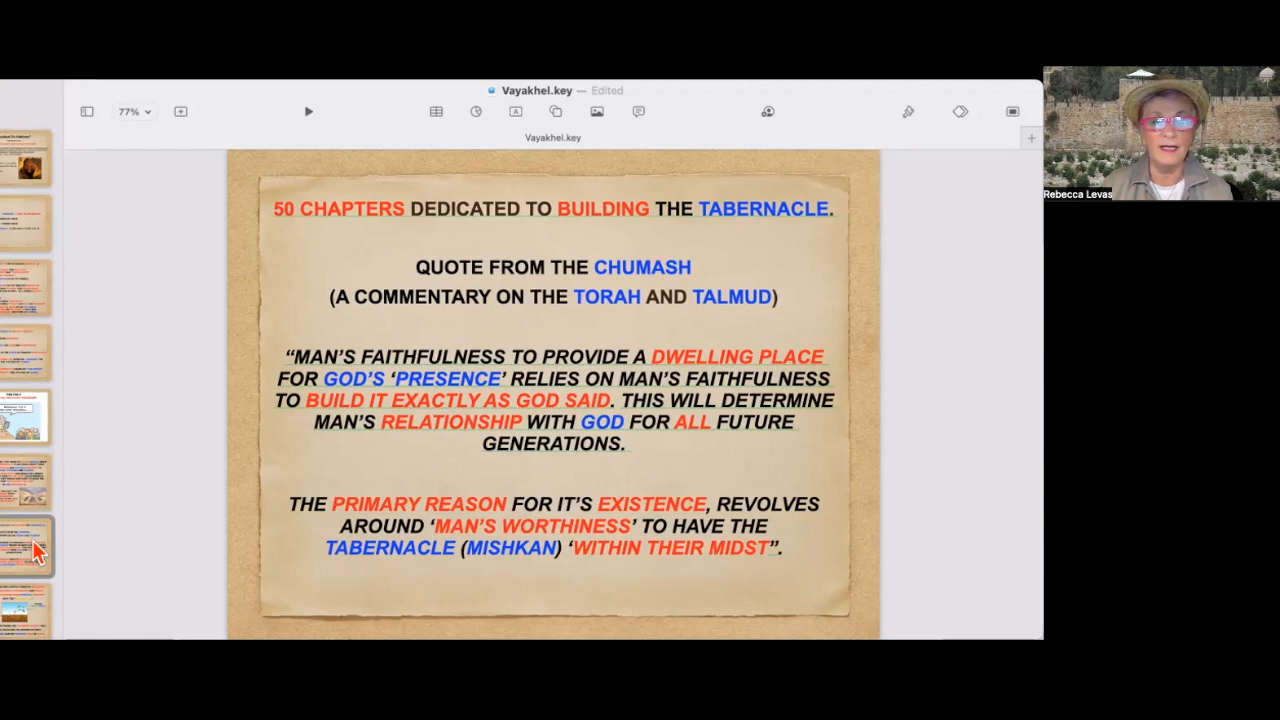 Vayakhel.key — Edited
77%
Vayakhel.key
50 CHAPTERS DEDICATED TO BUILDING THE TABERNACLE.
QUOTE FROM THE CHUMASH
(A COMMENTARY ON THE TORAH AND TALMUD)
“MAN’S FAITHFULNESS TO PROVIDE A DWELLING PLACE
FOR GOD’S ‘PRESENCE’ RELIES ON MAN’S FAITHFULNESS
TO BUILD IT EXACTLY AS GOD SAID. THIS WILL DETERMINE
MAN’S RELATIONSHIP WITH GOD FOR ALL FUTURE
GENERATIONS.
THE PRIMARY REASON FOR IT’S EXISTENCE, REVOLVES
AROUND ‘MAN’S WORTHINESS’ TO HAVE THE
TABERNACLE (MISHKAN) ‘WITHIN THEIR MIDST”.
Rebecca Levas